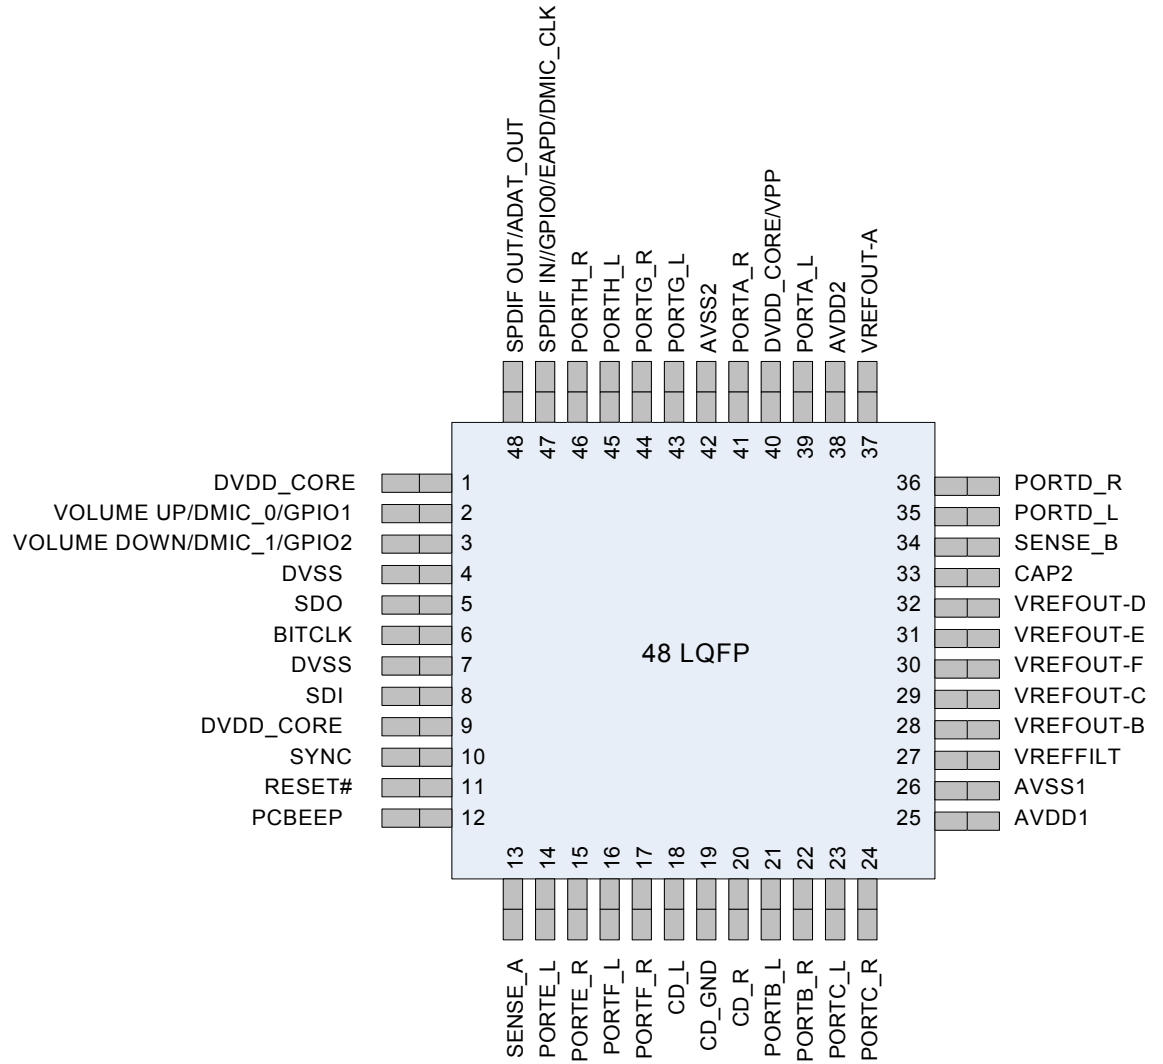 SPDIF OUT/ADAT_OUT
SPDIF IN//GPIO0/EAPD/DMIC_CLK
PORTH_R
PORTH_L
PORTG_R
PORTG_L
AVSS2
PORTA_R
DVDD_CORE/VPP
PORTA_L
AVDD2
VREFOUT-A
48
47
46
45
44
43
42
41
40
39
38
37
DVDD_CORE 1
VOLUME UP/DMIC_0/GPIO1 2
VOLUME DOWN/DMIC_1/GPIO2 3
DVSS 4
SDO 5
BITCLK 6
DVSS 7
SDI 8
DVDD_CORE 9
SYNC 10
RESET# 11
PCBEEP 12
48 LQFP
36 PORTD_R
35 PORTD_L
34 SENSE_B
33 CAP2
32 VREFOUT-D
31 VREFOUT-E
30 VREFOUT-F
29 VREFOUT-C
28 VREFOUT-B
27 VREFFILT
26 AVSS1
25 AVDD1
13
14
15
16
17
18
19
20
21
22
23
24
SENSE_A
PORTE_L
PORTE_R
PORTF_L
PORTF_R
CD_L
CD_GND
CD_R
PORTB_L
PORTB_R
PORTC_L
PORTC_R